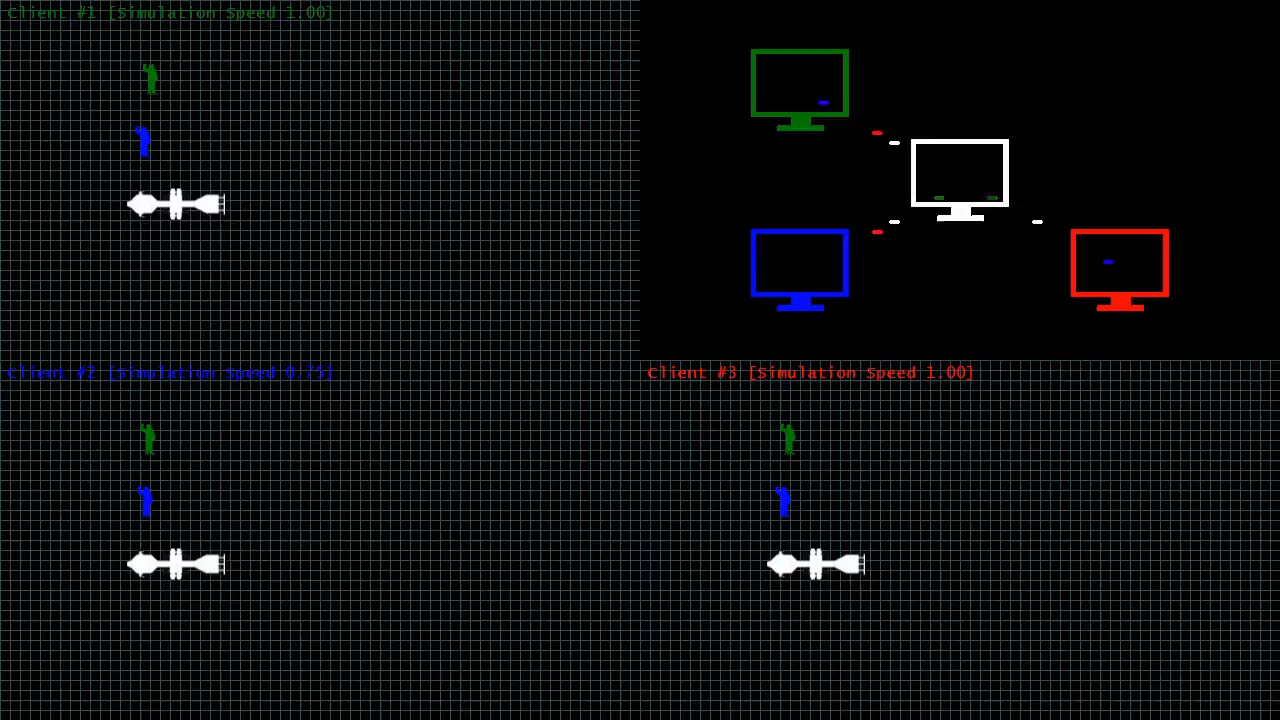 Client #1 [Simulation Speed 1.00]
Client #2 [Simulation Speed 0.75]
Client #3 [Simulation Speed 1.00]